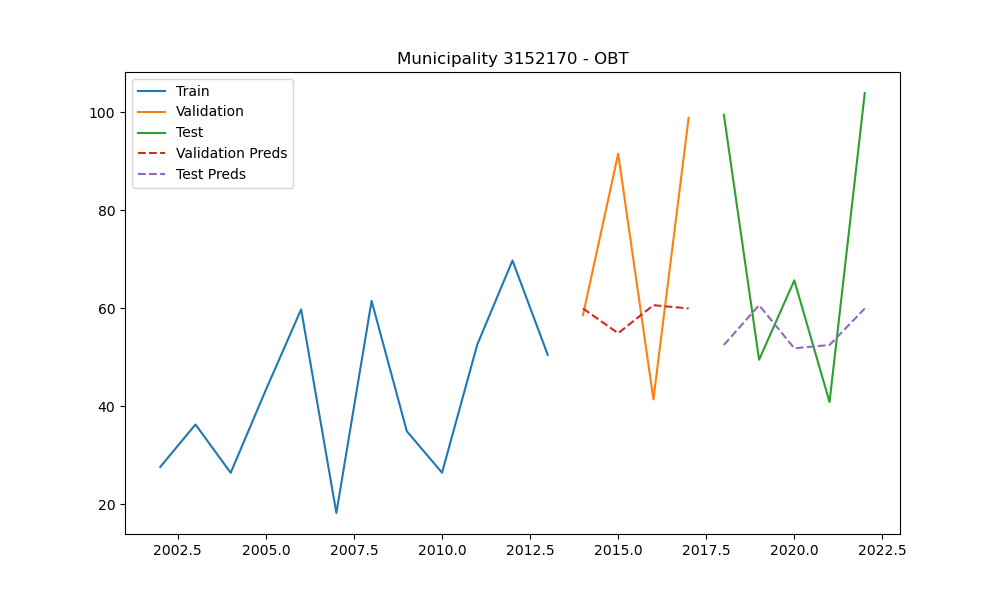 Municipality 3152170 - OBT
Train
Validation
Test
Validation Preds
Test Preds
100
80
60
40
20
2002.5 2005.0 2007.5 2010.0 2012.5 2015.0 2017.5 2020.0 2022.5